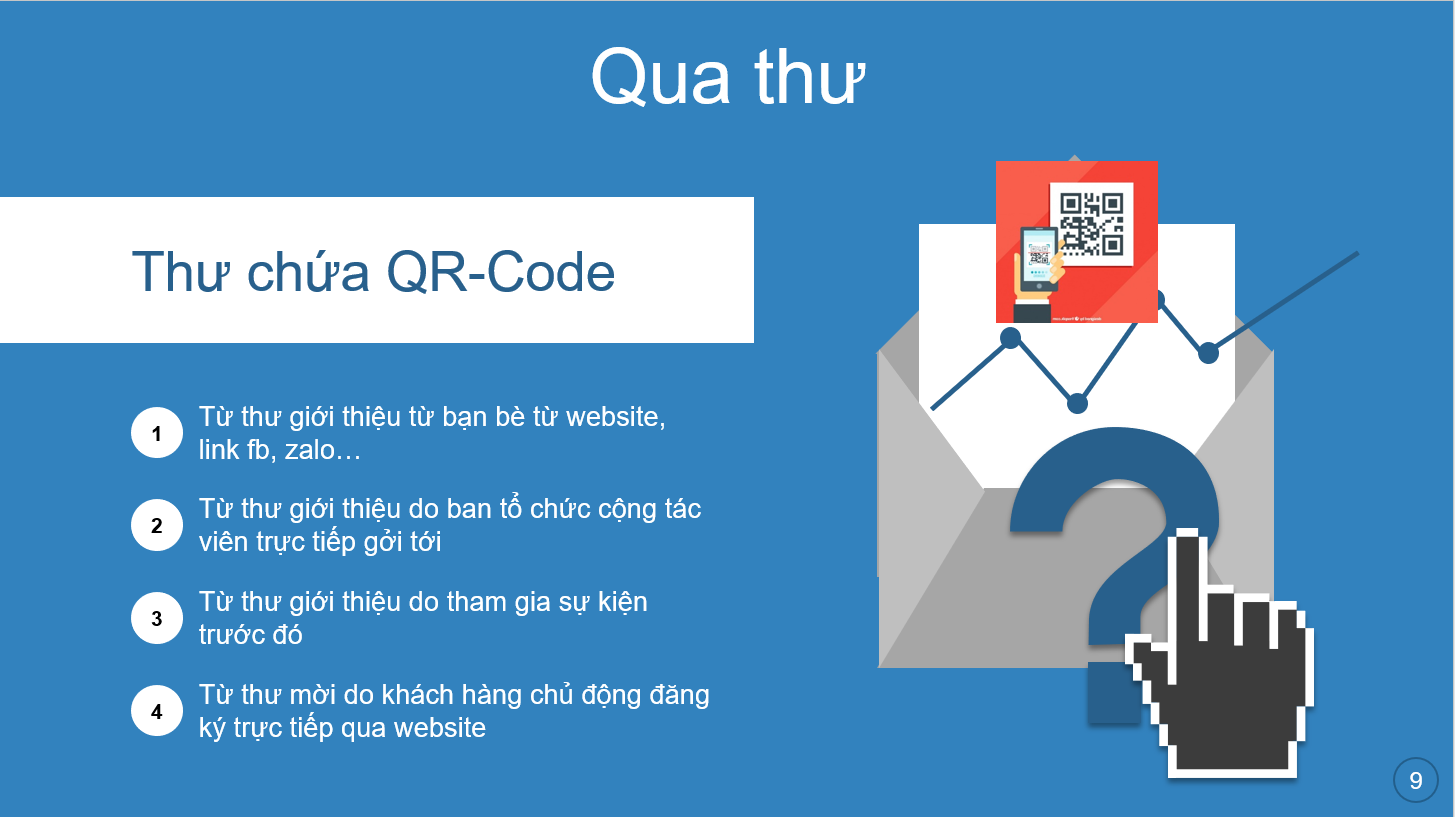 Qua thư
Thư chứa QR-Code
1
Từ thư giới thiệu từ bạn bè từ website,
link fb, zalo…
2
Từ thư giới thiệu do ban tổ chức cộng tác
viên trực tiếp gởi tới
3
Từ thư giới thiệu do tham gia sự kiện
trước đó
4
Từ thư mời do khách hàng chủ động đăng
ký trực tiếp qua website
?
9